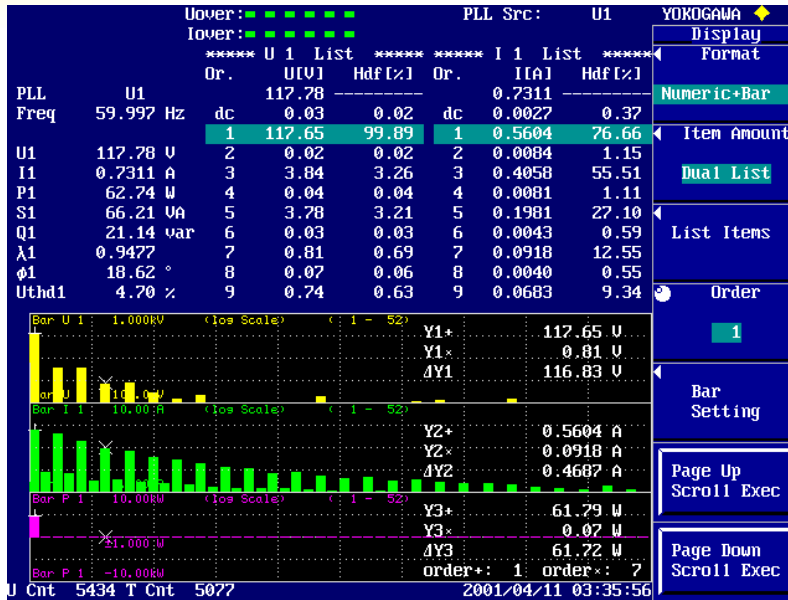 Uover: PLL Src: U1 YOKOGAWA
Iover: Display
***** U 1 List ***** ***** I 1 List ***** Format
Or. U[V] Hdf[%] Or. I[A] Hdf[%]
PLL U1 117.78 --------- 0.7311 --------- Numeric+Bar
Freq 59.997 Hz dc 0.03 0.02 dc 0.0027 0.37
1 117.65 99.89 1 0.5604 76.66 Item Amount
U1 117.78 V 2 0.02 0.02 2 0.0084 1.15
I1 0.7311 A 3 3.84 3.26 3 0.4058 55.51 Dual List
P1 62.74 W 4 0.04 0.04 4 0.0081 1.11
S1 66.21 VA 5 3.78 3.21 5 0.1981 27.10
Q1 21.14 var 6 0.03 0.03 6 0.0043 0.59 List Items
λ1 0.9477 7 0.81 0.69 7 0.0918 12.55
φ1 18.62 ° 8 0.07 0.06 8 0.0040 0.55
Uthd1 4.70 % 9 0.74 0.63 9 0.0683 9.34 Order
Bar U 1 1.000kV (log Scale) ( 1 - 52)
Y1+ 117.65 V 1
Y1× 0.81 V
ΔY1 116.83 V
Bar Setting
Bar I 1 10.00 A (log Scale) ( 1 - 52)
Y2+ 0.5604 A
Y2× 0.0918 A
ΔY2 0.4687 A Page Up
Scroll Exec
Bar P 1 10.00kW (log Scale) ( 1 - 52)
Y3+ 61.79 W
Y3× 0.07 W
±1.000 W
ΔY3 61.72 W Page Down
Bar P 1 -10.00kW order+: 1 order×: 7 Scroll Exec
U Cnt 5434 T Cnt 5077 2001/04/11 03:35:56